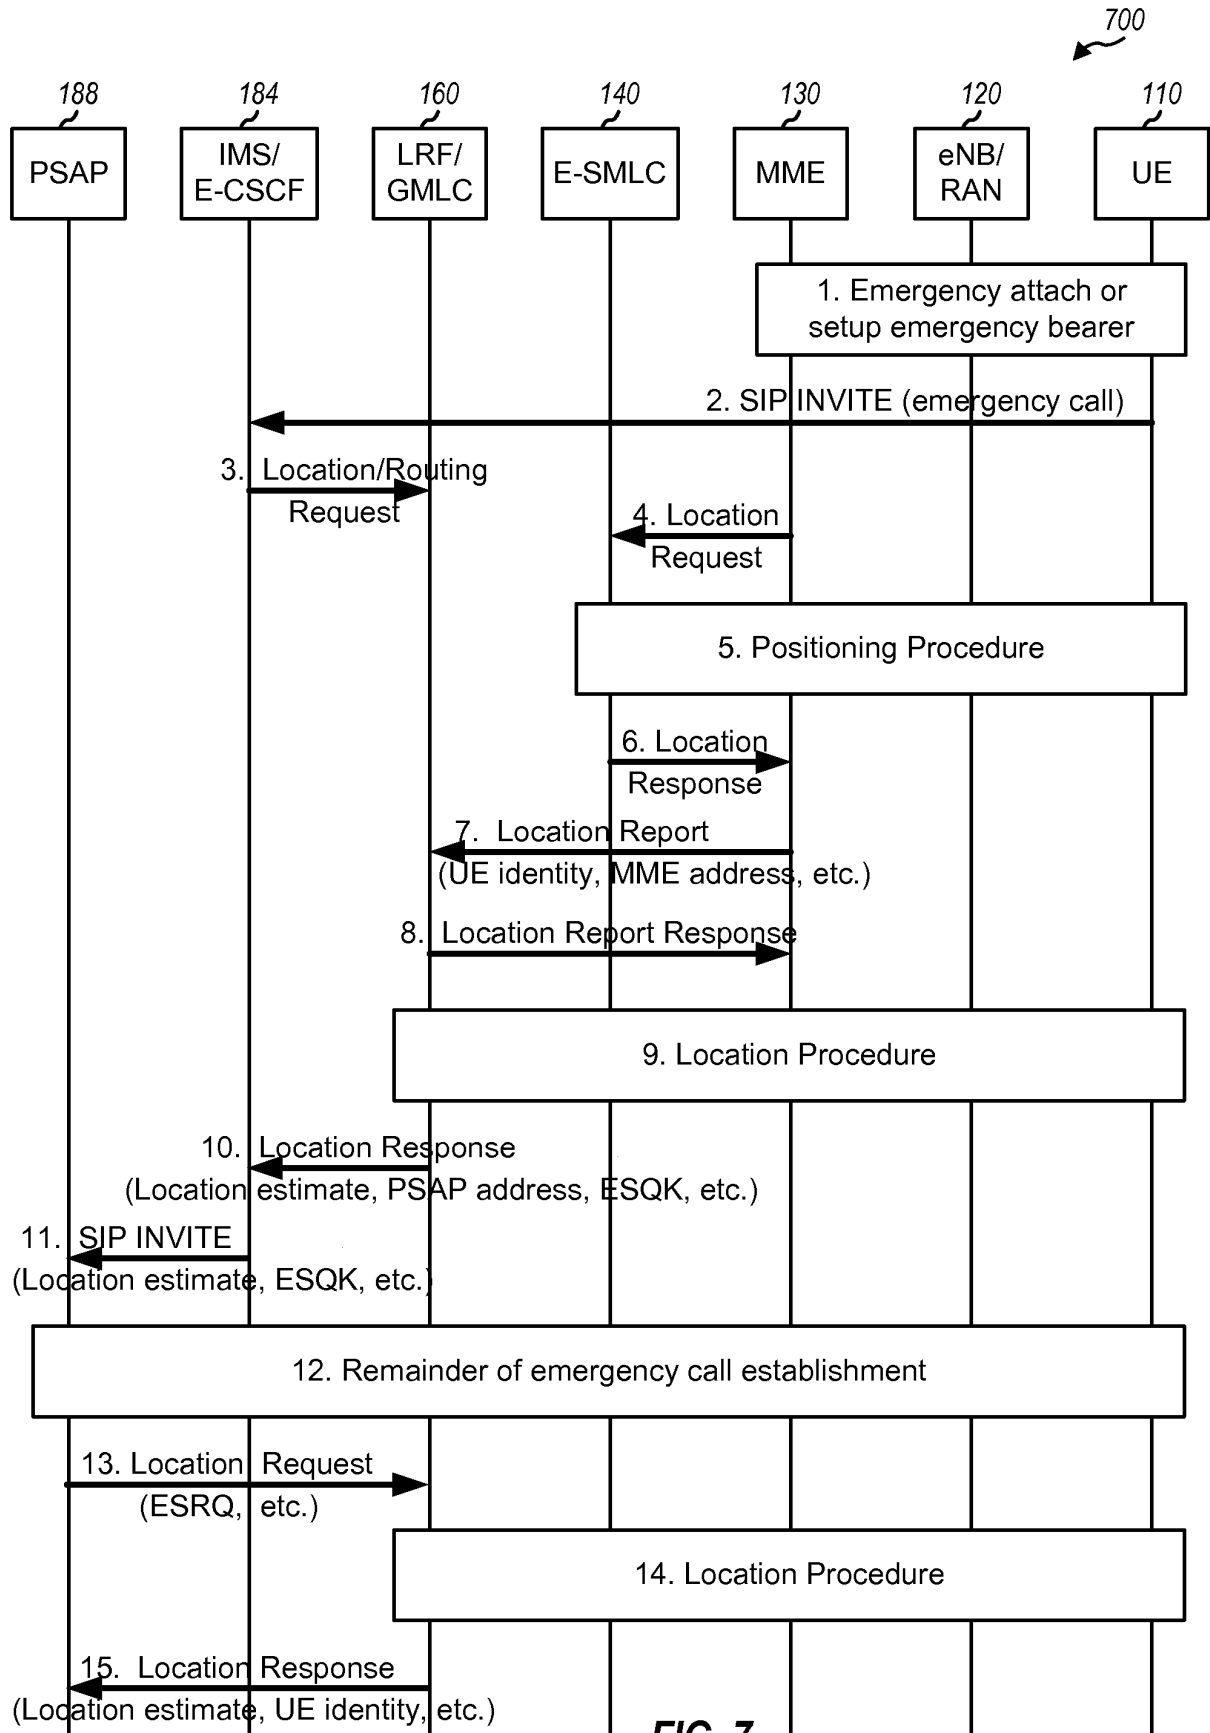 700
188
184
160
140
130
120
110
PSAP
IMS/
E-CSCF
LRF/
GMLC
E-SMLC
MME
eNB/
RAN
UE
1. Emergency attach or
setup emergency bearer
2. SIP INVITE (emergency call)
3. Location/Routing
Request
4. Location
Request
5. Positioning Procedure
6. Location
Response
7. Location Report
(UE identity, MME address, etc.)
8. Location Report Response
9. Location Procedure
10. Location Response
(Location estimate, PSAP address, ESQK, etc.)
11. SIP INVITE
(Location estimate, ESQK, etc.)
12. Remainder of emergency call establishment
13. Location Request
(ESRQ, etc.)
14. Location Procedure
15. Location Response
(Location estimate, UE identity, etc.)
FIG. 7